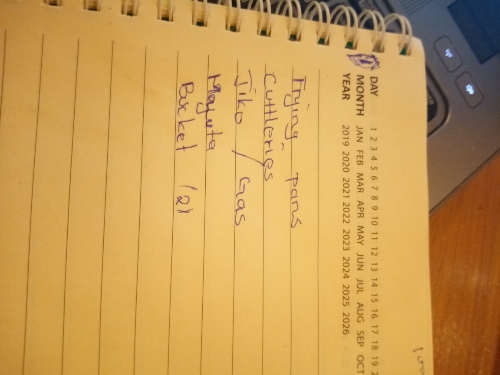 DAY 1 2 3 4 5 6 7 8 9 10 11 12 13 14 15 16 17 18 19 2
MONTH JAN FEB MAR APR MAY JUN JUL AUG SEP OCT
YEAR 2019 2020 2021 2022 2023 2024 2025 2026
Frying pans
Cuttleries
Jiko / Gas
Mafuta
Bucket (2)